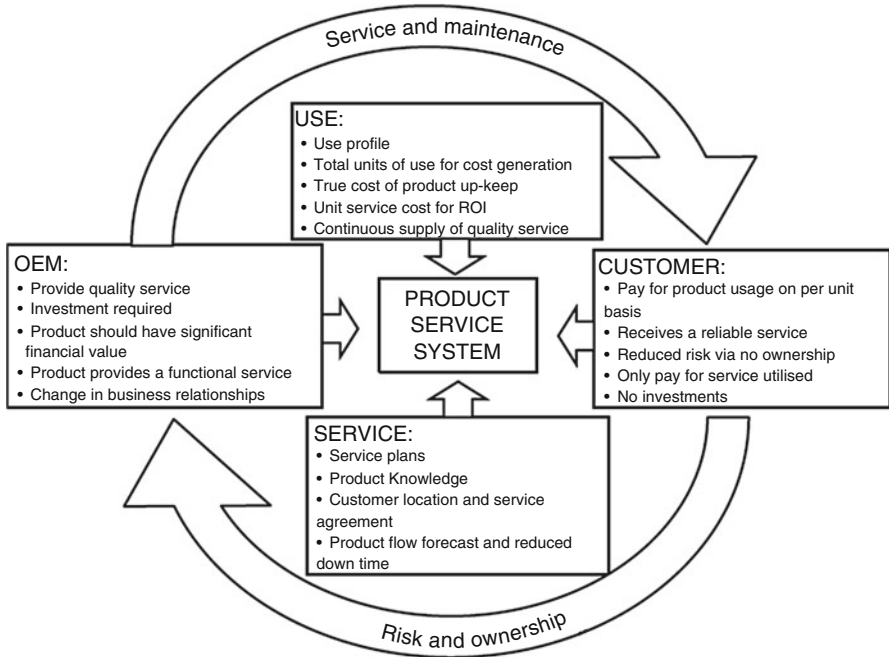 Service and maintenance
USE:
• Use profile
• Total units of use for cost generation
• True cost of product up-keep
• Unit service cost for ROI
• Continuous supply of quality service
OEM:
• Provide quality service
• Investment required
• Product should have significant
financial value
• Product provides a functional service
• Change in business relationships
PRODUCT
SERVICE
SYSTEM
CUSTOMER:
• Pay for product usage on per unit
basis
• Receives a reliable service
• Reduced risk via no ownership
• Only pay for service utilised
• No investments
SERVICE:
• Service plans
• Product Knowledge
• Customer location and service
agreement
• Product flow forecast and reduced
down time
Risk and ownership